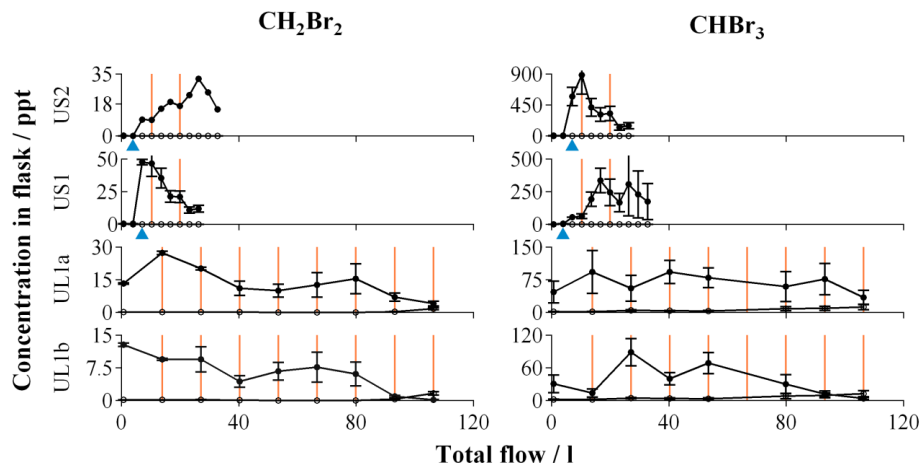 CH₂Br₂
CHBr₃
Concentration in flask / ppt
US2
35
18
0
900
450
0
US1
50
25
0
500
250
0
UL1a
30
15
0
150
75
0
UL1b
15
7.5
0
120
60
0
0 40 80 120
0 40 80 120
Total flow / l